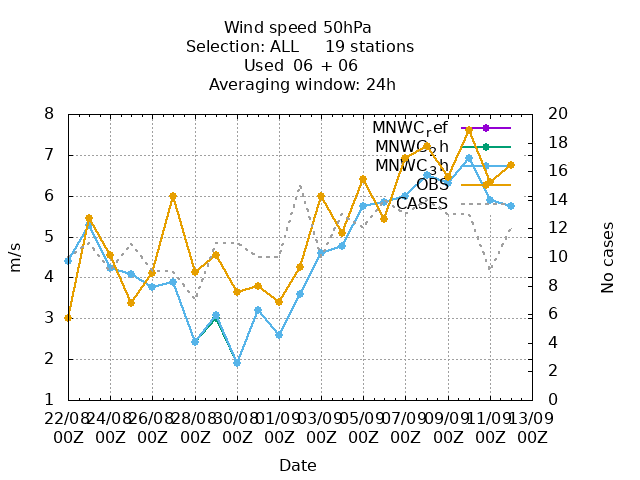 Wind speed 50hPa
Selection: ALL 19 stations
Used 06 + 06
Averaging window: 24h
8
7
6
5
4
3
2
1
m/s
20
18
16
14
12
10
8
6
4
2
0
No cases
MNWC_ref
MNWC_2h
MNWC_3h
OBS
CASES
22/08 24/08 26/08 28/08 30/08 01/09 03/09 05/09 07/09 09/09 11/09 13/09
00Z 00Z 00Z 00Z 00Z 00Z 00Z 00Z 00Z 00Z 00Z 00Z
Date